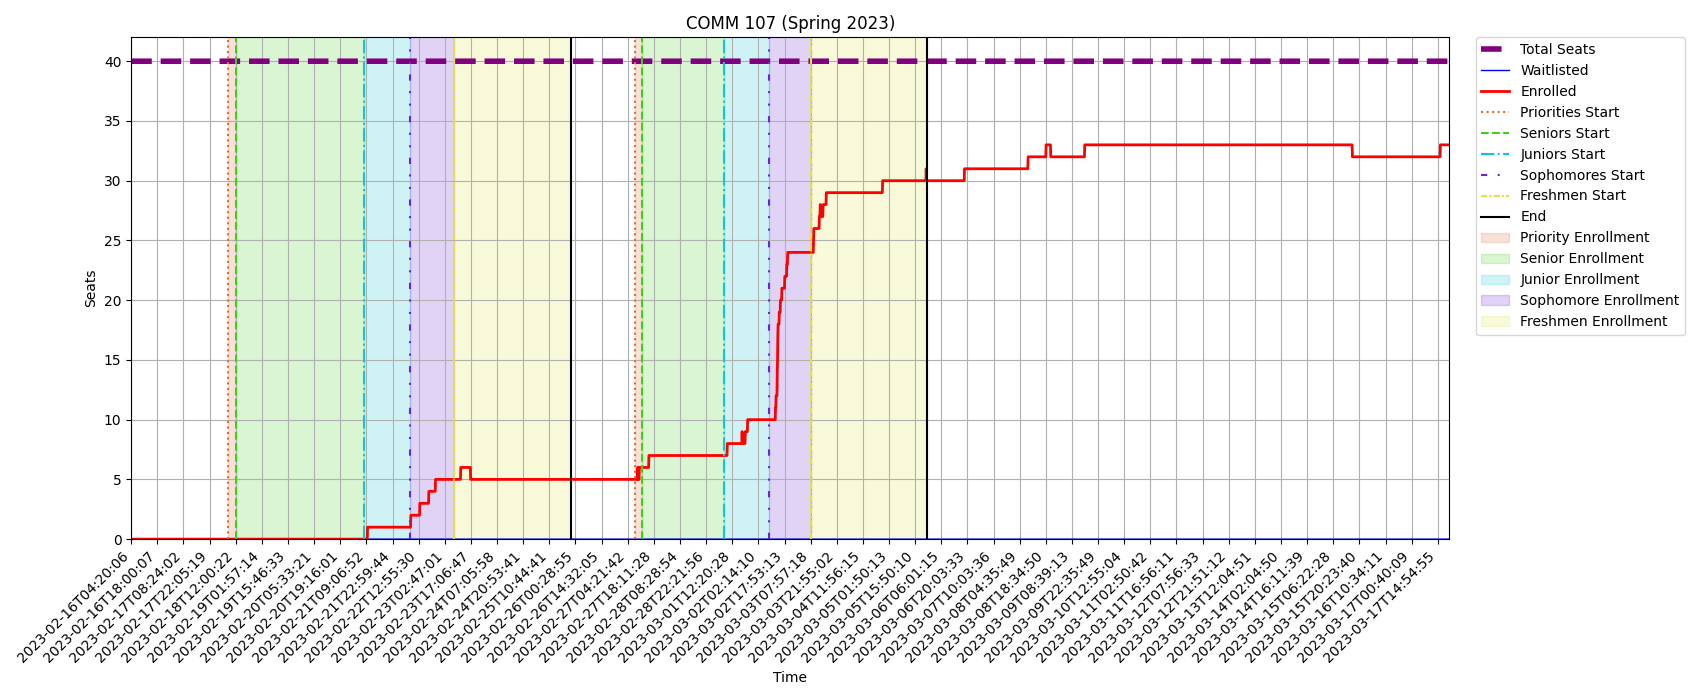 COMM 107 (Spring 2023)
Seats
40
35
30
25
20
15
10
5
0
2023-02-16T04:20:06
2023-02-16T18:00:07
2023-02-17T08:24:02
2023-02-17T22:05:19
2023-02-18T12:00:22
2023-02-19T01:57:14
2023-02-19T15:46:33
2023-02-20T05:33:21
2023-02-20T19:16:01
2023-02-21T09:06:52
2023-02-21T22:59:44
2023-02-22T12:55:30
2023-02-23T02:47:01
2023-02-23T17:06:47
2023-02-24T07:05:58
2023-02-24T20:53:41
2023-02-25T10:44:41
2023-02-26T00:28:55
2023-02-26T14:32:05
2023-02-27T04:21:42
2023-02-27T18:11:28
2023-02-28T08:28:54
2023-02-28T22:21:56
2023-03-01T12:20:28
2023-03-02T02:14:10
2023-03-02T17:53:13
2023-03-03T07:57:18
2023-03-03T21:55:02
2023-03-04T11:56:15
2023-03-05T01:50:13
2023-03-05T15:50:10
2023-03-06T06:01:15
2023-03-06T20:03:33
2023-03-07T10:03:36
2023-03-08T04:35:49
2023-03-08T18:34:50
2023-03-09T08:39:13
2023-03-09T22:35:49
2023-03-10T12:55:04
2023-03-11T02:50:42
2023-03-11T16:56:11
2023-03-12T07:56:33
2023-03-12T21:51:12
2023-03-13T12:04:51
2023-03-14T02:04:50
2023-03-14T16:11:39
2023-03-15T06:22:28
2023-03-15T20:23:40
2023-03-16T10:34:11
2023-03-17T00:40:09
2023-03-17T14:54:55
Time
Total Seats
Waitlisted
Enrolled
Priorities Start
Seniors Start
Juniors Start
Sophomores Start
Freshmen Start
End
Priority Enrollment
Senior Enrollment
Junior Enrollment
Sophomore Enrollment
Freshmen Enrollment